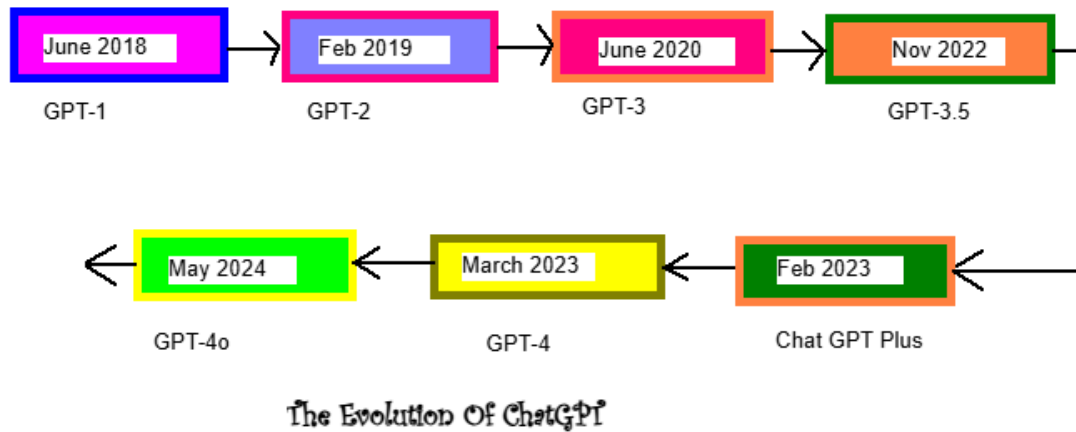 June 2018
Feb 2019
June 2020
Nov 2022
GPT-1
GPT-2
GPT-3
GPT-3.5
May 2024
March 2023
Feb 2023
GPT-4o
GPT-4
Chat GPT Plus
The Evolution Of ChatGPT